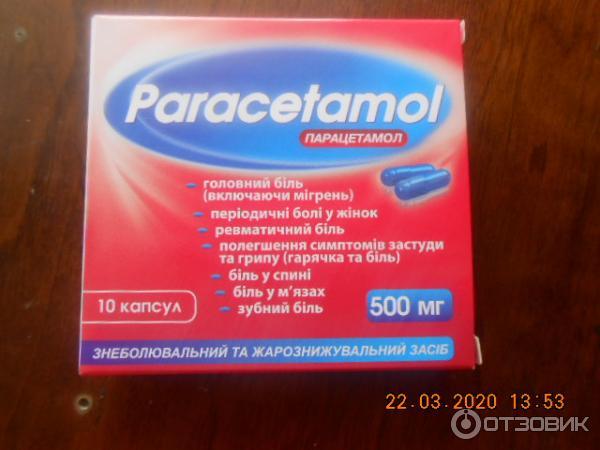 Paracetamol
ПАРАЦЕТАМОЛ
головний біль
(включаючи мігрень)
періодичні болі у жінок
ревматичний біль
полегшення симптомів застуди
та грипу (гарячка та біль)
біль у спині
біль у м'язах
зубний біль
10 капсул
500 мг
ЗНЕБОЛЮВАЛЬНИЙ ТА ЖАРОЗНИЖУВАЛЬНИЙ ЗАСІБ
22.03.2020 13:53
ОТЗОВИК